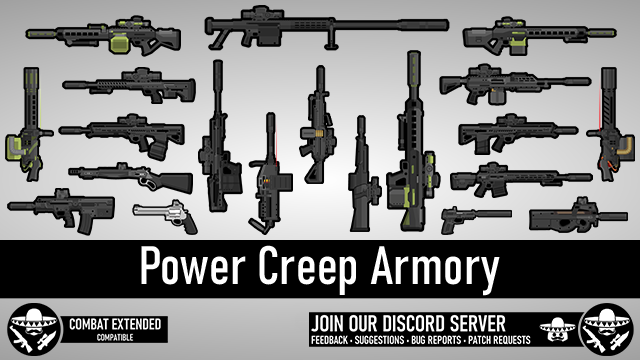 Power Creep Armory
COMBAT EXTENDED
COMPATIBLE
JOIN OUR DISCORD SERVER
FEEDBACK • SUGGESTIONS • BUG REPORTS • PATCH REQUESTS